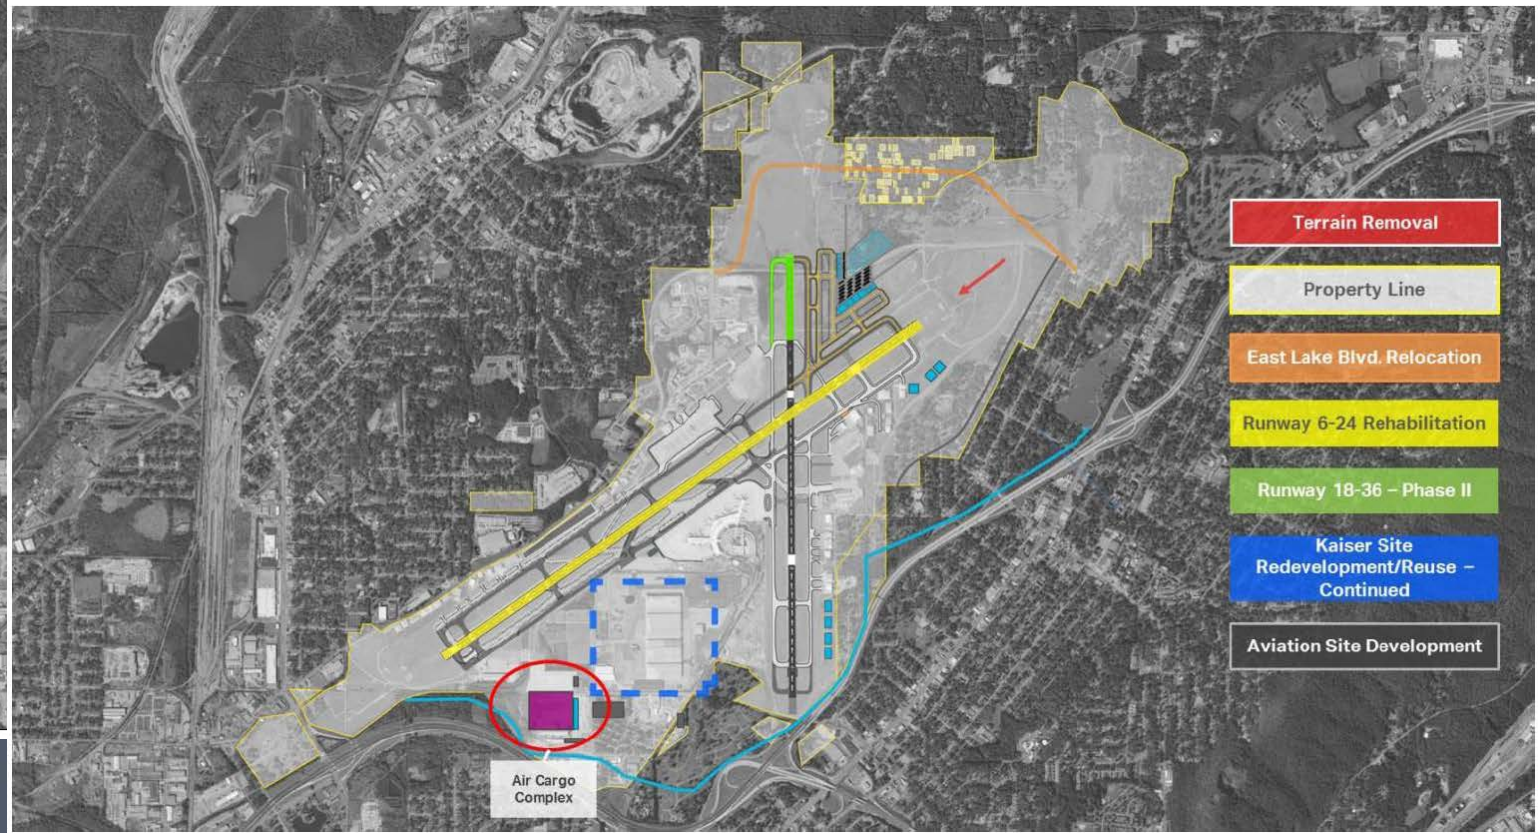 Terrain Removal
Property Line
East Lake Blvd. Relocation
Runway 6-24 Rehabilitation
Runway 18-36 – Phase II
Kaiser Site
Redevelopment/Reuse –
Continued
Aviation Site Development
Air Cargo
Complex